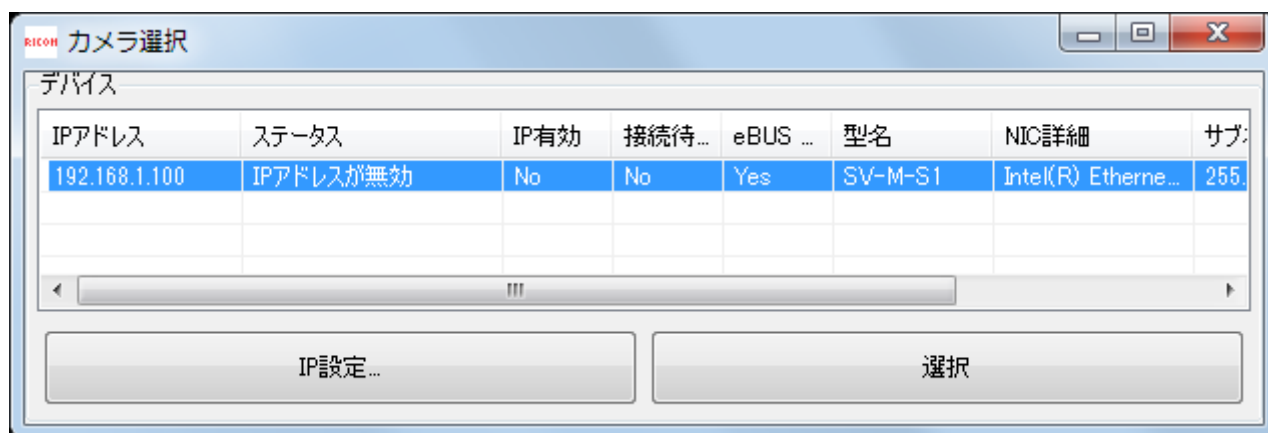 RICOH カメラ選択
デバイス
IPアドレス ステータス IP有効 接続待... eBUS ... 型名 NIC詳細 サブ
192.168.1.100 IPアドレスが無効 No No Yes SV-M-S1 Intel(R) Etherne... 255.
IP設定... 選択